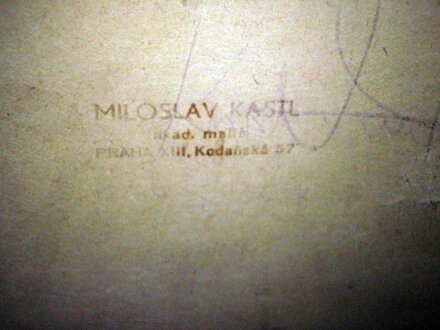 MILOSLAV KASTL
akad. malíř
PRAHA XIII, Kodaňská 57